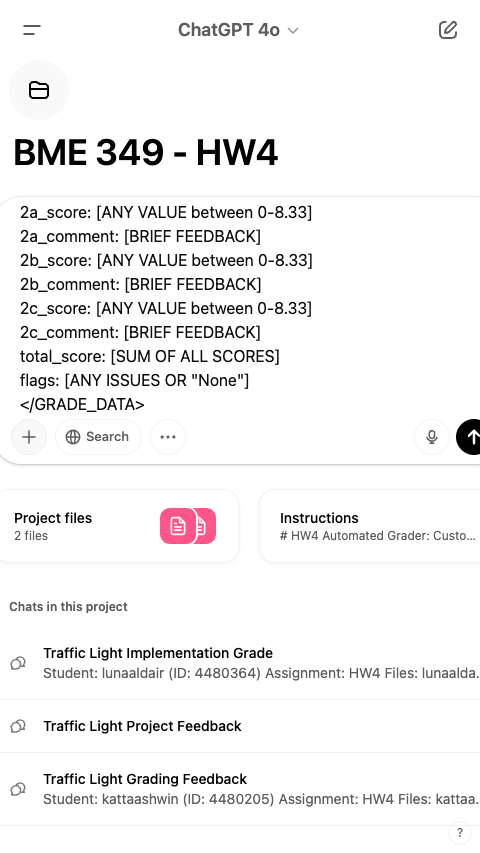 ChatGPT 4o
BME 349 - HW4
2a_score: [ANY VALUE between 0-8.33]
2a_comment: [BRIEF FEEDBACK]
2b_score: [ANY VALUE between 0-8.33]
2b_comment: [BRIEF FEEDBACK]
2c_score: [ANY VALUE between 0-8.33]
2c_comment: [BRIEF FEEDBACK]
total_score: [SUM OF ALL SCORES]
flags: [ANY ISSUES OR "None"]
</GRADE_DATA>
Search
Project files
2 files
Instructions
# HW4 Automated Grader: Custo...
Chats in this project
Traffic Light Implementation Grade
Student: lunaaldair (ID: 4480364) Assignment: HW4 Files: lunaalda.
Traffic Light Project Feedback
Traffic Light Grading Feedback
Student: kattaashwin (ID: 4480205) Assignment: HW4 Files: kattaa.
?